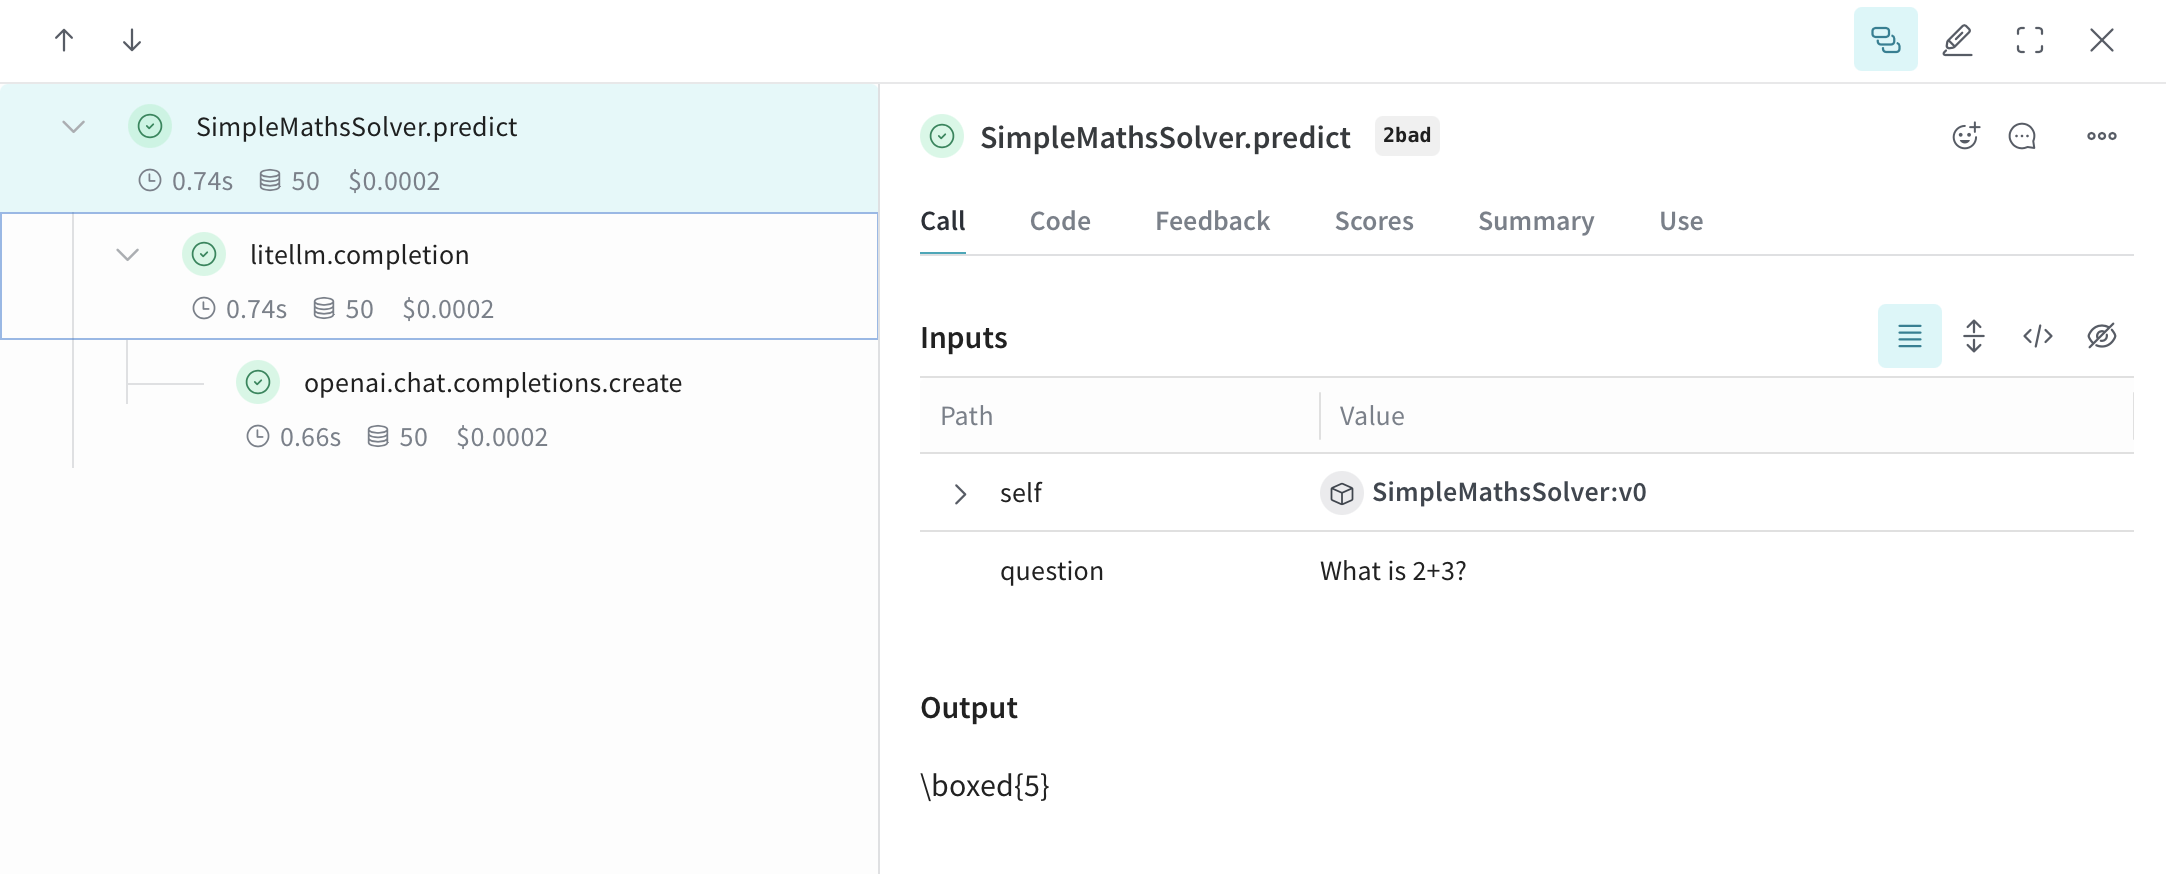 SimpleMathsSolver.predict
0.74s 50 $0.0002
litellm.completion
0.74s 50 $0.0002
openai.chat.completions.create
0.66s 50 $0.0002
SimpleMathsSolver.predict 2bad
Call Code Feedback Scores Summary Use
Inputs
Path Value
self SimpleMathsSolver:v0
question What is 2+3?
Output
\boxed{5}